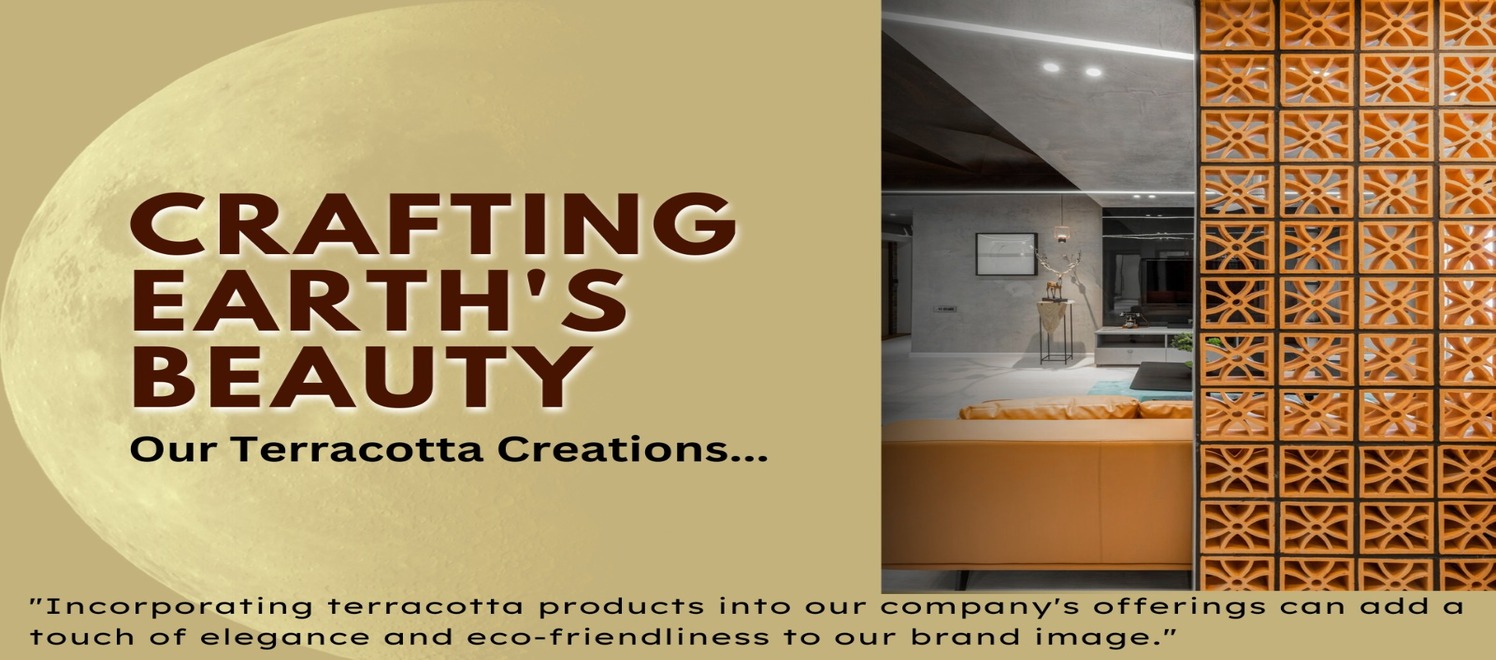 CRAFTING
EARTH'S
BEAUTY
Our Terracotta Creations...
"Incorporating terracotta products into our company's offerings can add a
touch of elegance and eco-friendliness to our brand image."